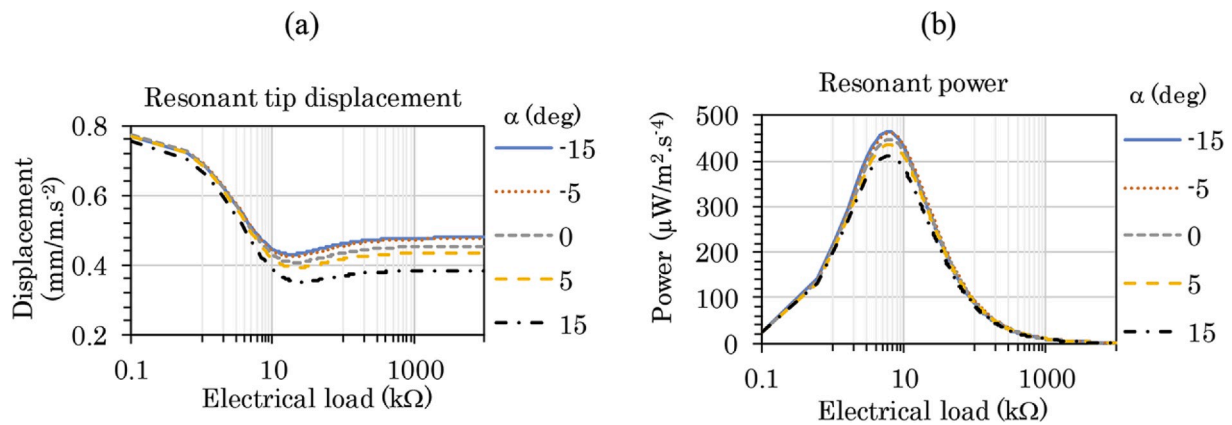 (a)
Resonant tip displacement
Displacement
(mm/m.s-2)
0.8
0.6
0.4
0.2
0.1
10
1000
Electrical load (kΩ)
α (deg)
-15
-5
0
5
15
(b)
Resonant power
Power (μW/m².s⁻⁴)
500
400
300
200
100
0
0.1
10
1000
Electrical load (kΩ)
α (deg)
-15
-5
0
5
15